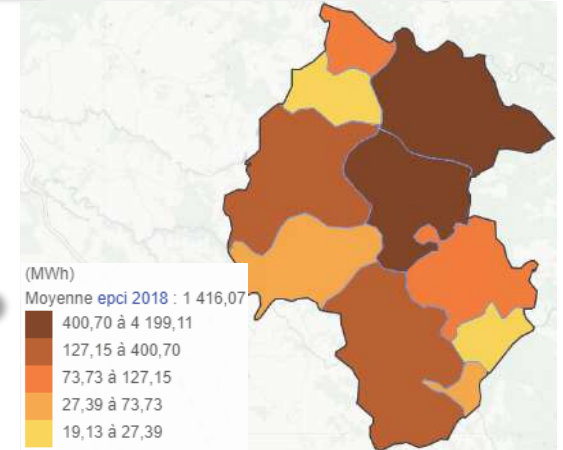 (MWh)
Moyenne epci 2018 : 1 416,07
400,70 à 4 199,11
127,15 à 400,70
73,73 à 127,15
27,39 à 73,73
19,13 à 27,39